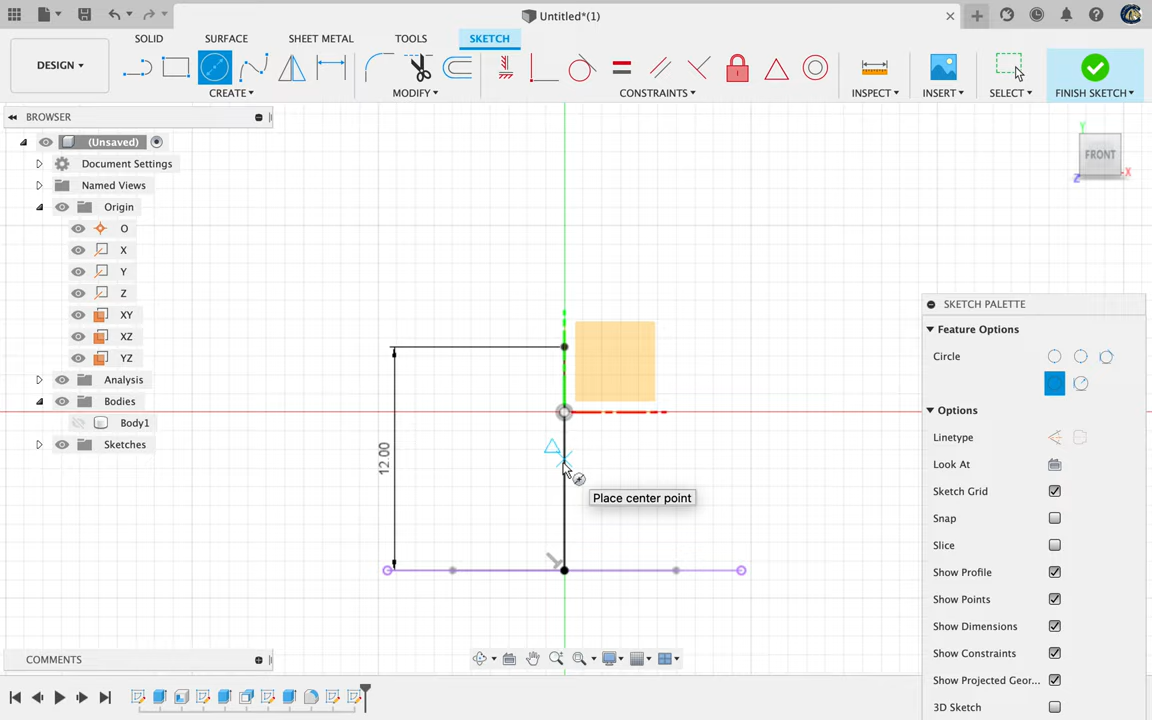 Untitled*(1)
DESIGN
SOLID
SURFACE
SHEET METAL
TOOLS
SKETCH
CREATE
MODIFY
CONSTRAINTS
INSPECT
INSERT
SELECT
FINISH SKETCH
BROWSER
(Unsaved)
Document Settings
Named Views
Origin
O
X
Y
Z
XY
XZ
YZ
Analysis
Bodies
Body1
Sketches
Y
FRONT
X
Z
12.00
Place center point
SKETCH PALETTE
Feature Options
Circle
Options
Linetype
Look At
Sketch Grid
Snap
Slice
Show Profile
Show Points
Show Dimensions
Show Constraints
Show Projected Geor...
3D Sketch
COMMENTS